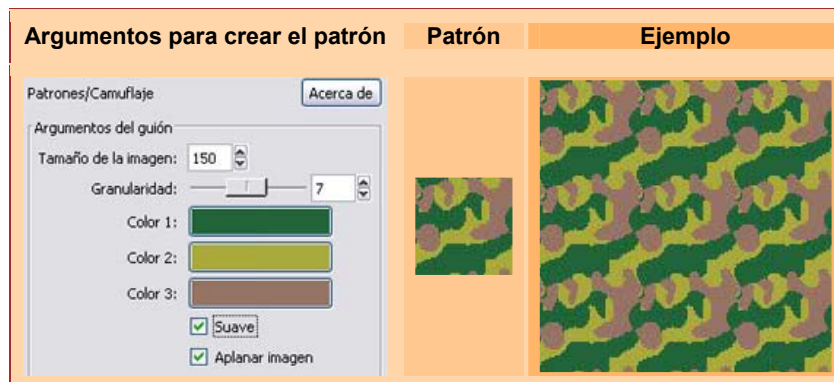 Argumentos para crear el patrón Patrón Ejemplo
Patrones/Camuflaje Acerca de
Argumentos del guión
Tamaño de la imagen: 150
Granularidad: 7
Color 1:
Color 2:
Color 3:
Suave
Aplanar imagen